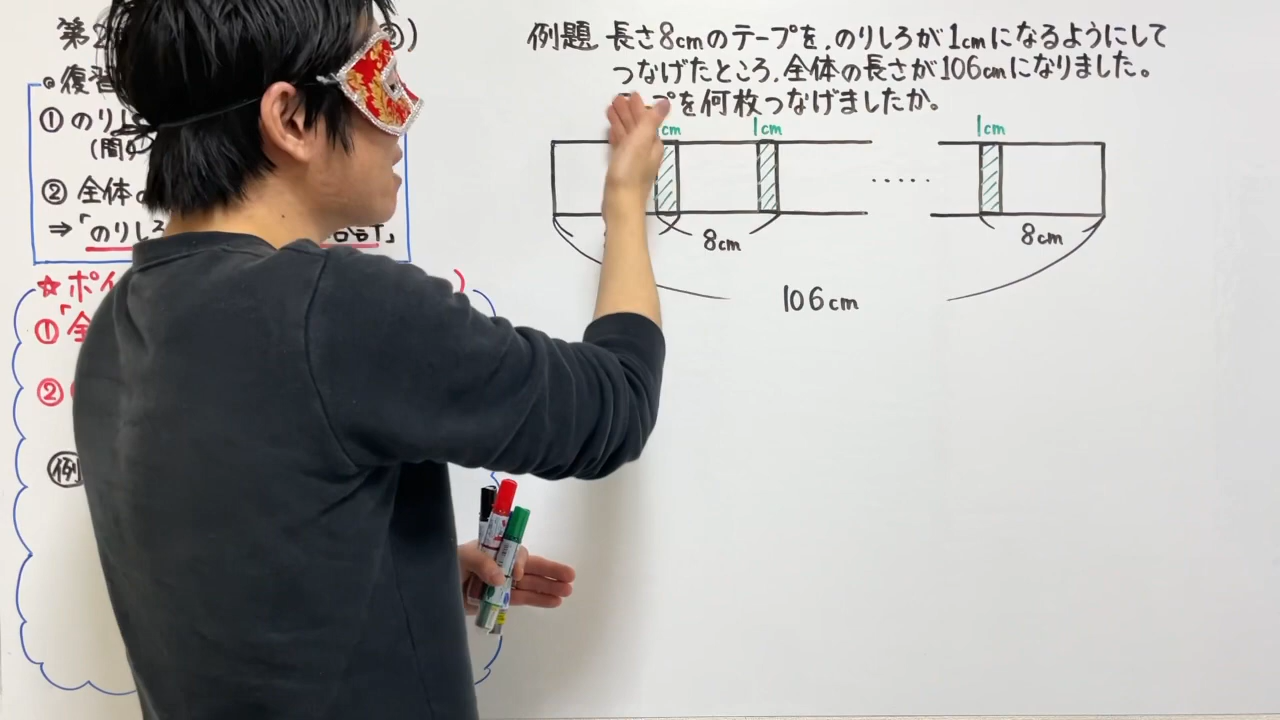 第2
復習
① のりし
(間
② 全体の
⇒「のりしろ 合計」
☆ポイ
①「全
②
例
例題 長さ8cmのテープを,のりしろが1cmになるようにして
つなげたところ,全体の長さが106cmになりました。
プを何枚つなげましたか。
cm 1cm 1cm
.....
8cm 8cm
106cm